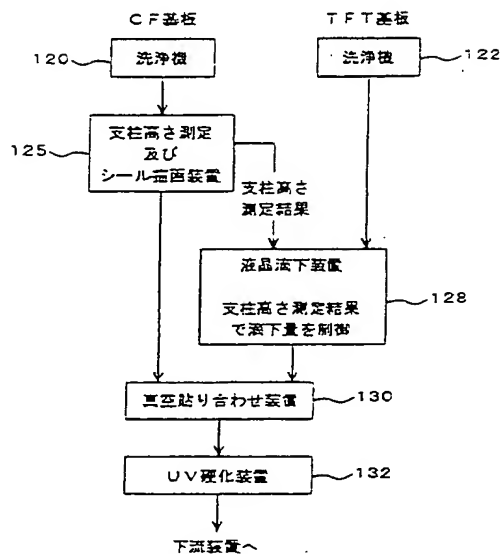 CF基板
TFT基板
120
洗浄機
洗浄機
122
125
支柱高さ測定
及び
シール描画装置
支柱高さ
測定結果
液晶滴下装置
支柱高さ測定結果
で滴下量を制御
128
真空貼り合わせ装置
130
UV硬化装置
132
下流装置へ